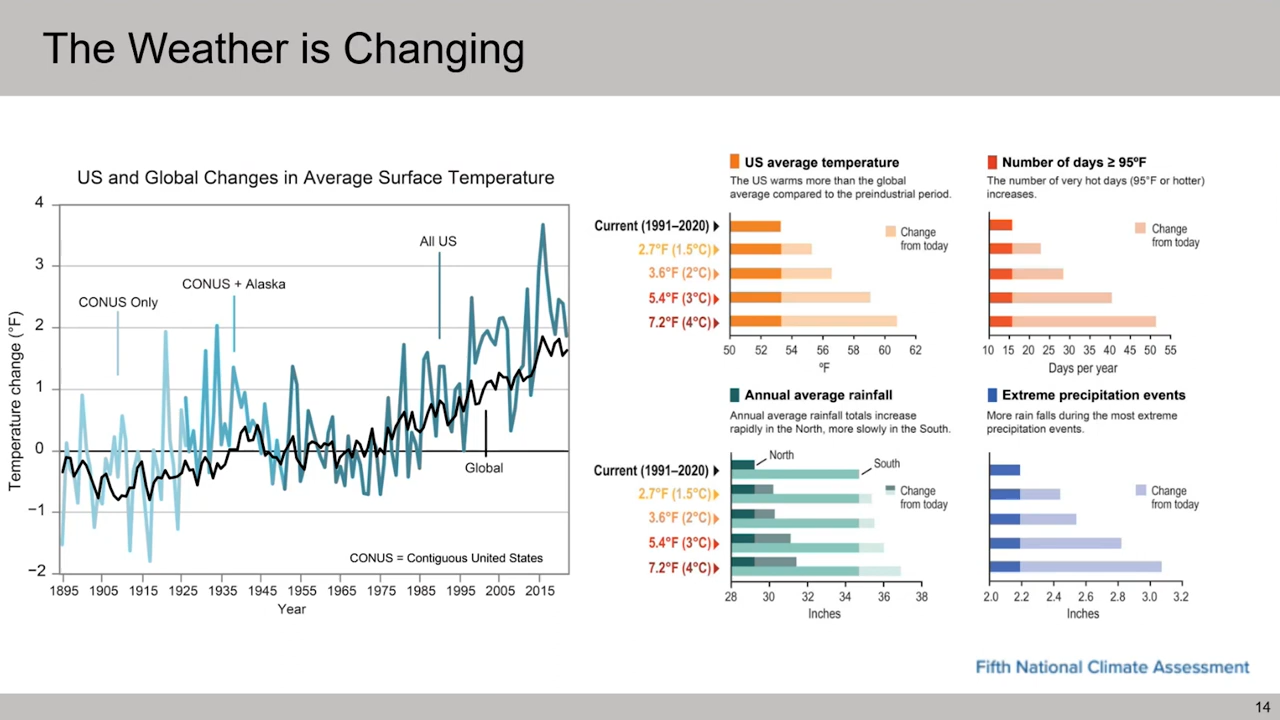 The Weather is Changing
US and Global Changes in Average Surface Temperature
Temperature change (°F)
4
3
2
1
0
−1
−2
CONUS Only
CONUS + Alaska
All US
Global
CONUS = Contiguous United States
1895 1905 1915 1925 1935 1945 1955 1965 1975 1985 1995 2005 2015
Year
US average temperature
The US warms more than the global
average compared to the preindustrial period.
Current (1991–2020)
2.7°F (1.5°C)
3.6°F (2°C)
5.4°F (3°C)
7.2°F (4°C)
Change
from today
50 52 54 56 58 60 62
°F
Number of days ≥ 95ºF
The number of very hot days (95°F or hotter)
increases.
Change
from today
10 15 20 25 30 35 40 45 50 55
Days per year
Annual average rainfall
Annual average rainfall totals increase
rapidly in the North, more slowly in the South.
Current (1991–2020)
2.7°F (1.5°C)
3.6°F (2°C)
5.4°F (3°C)
7.2°F (4°C)
North
South
Change
from today
28 30 32 34 36 38
Inches
Extreme precipitation events
More rain falls during the most extreme
precipitation events.
Change
from today
2.0 2.2 2.4 2.6 2.8 3.0 3.2
Inches
Fifth National Climate Assessment
14